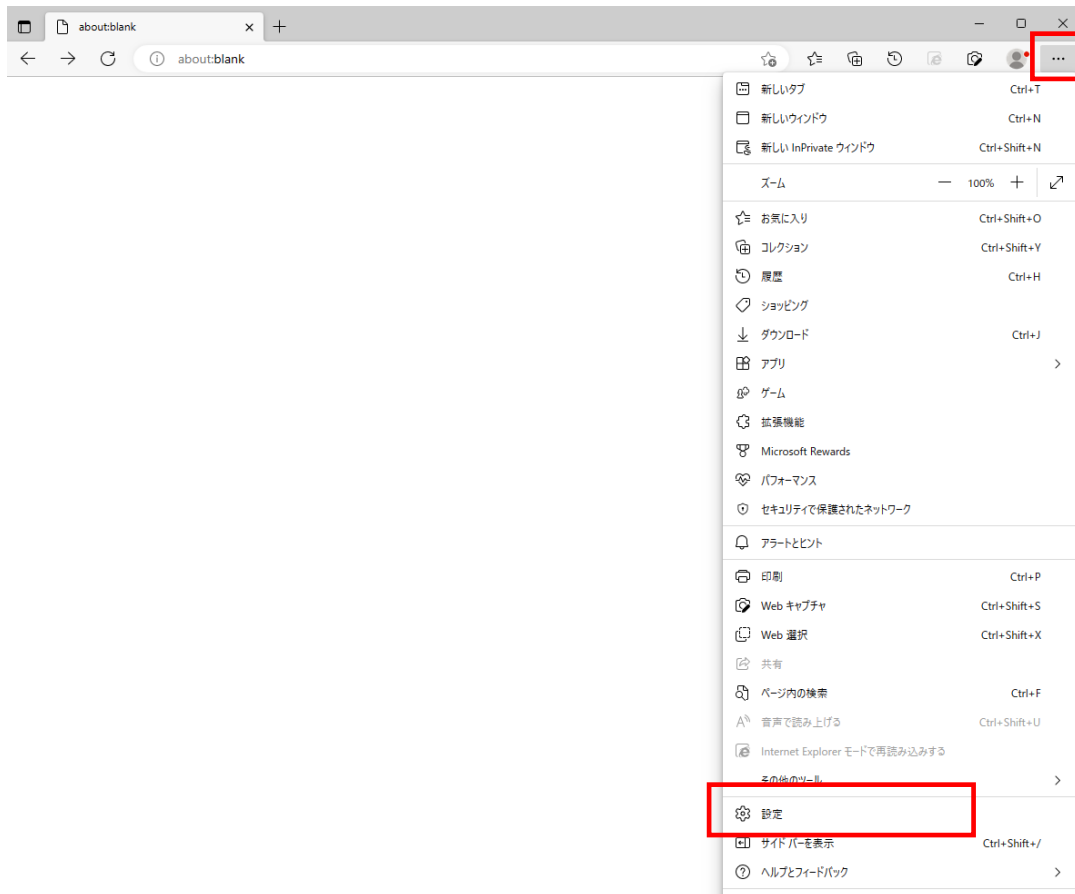 about:blank
about:blank
新しいタブ Ctrl+T
新しいウィンドウ Ctrl+N
新しい InPrivate ウィンドウ Ctrl+Shift+N
ズーム 100%
お気に入り Ctrl+Shift+O
コレクション Ctrl+Shift+Y
履歴 Ctrl+H
ショッピング
ダウンロード Ctrl+J
アプリ
ゲーム
拡張機能
Microsoft Rewards
パフォーマンス
セキュリティで保護されたネットワーク
アラートとヒント
印刷 Ctrl+P
Web キャプチャ Ctrl+Shift+S
Web 選択 Ctrl+Shift+X
共有
ページ内の検索 Ctrl+F
音声で読み上げる Ctrl+Shift+U
Internet Explorer モードで再読み込みする
その他のツール
設定
サイド バーを表示 Ctrl+Shift+/
ヘルプとフィードバック